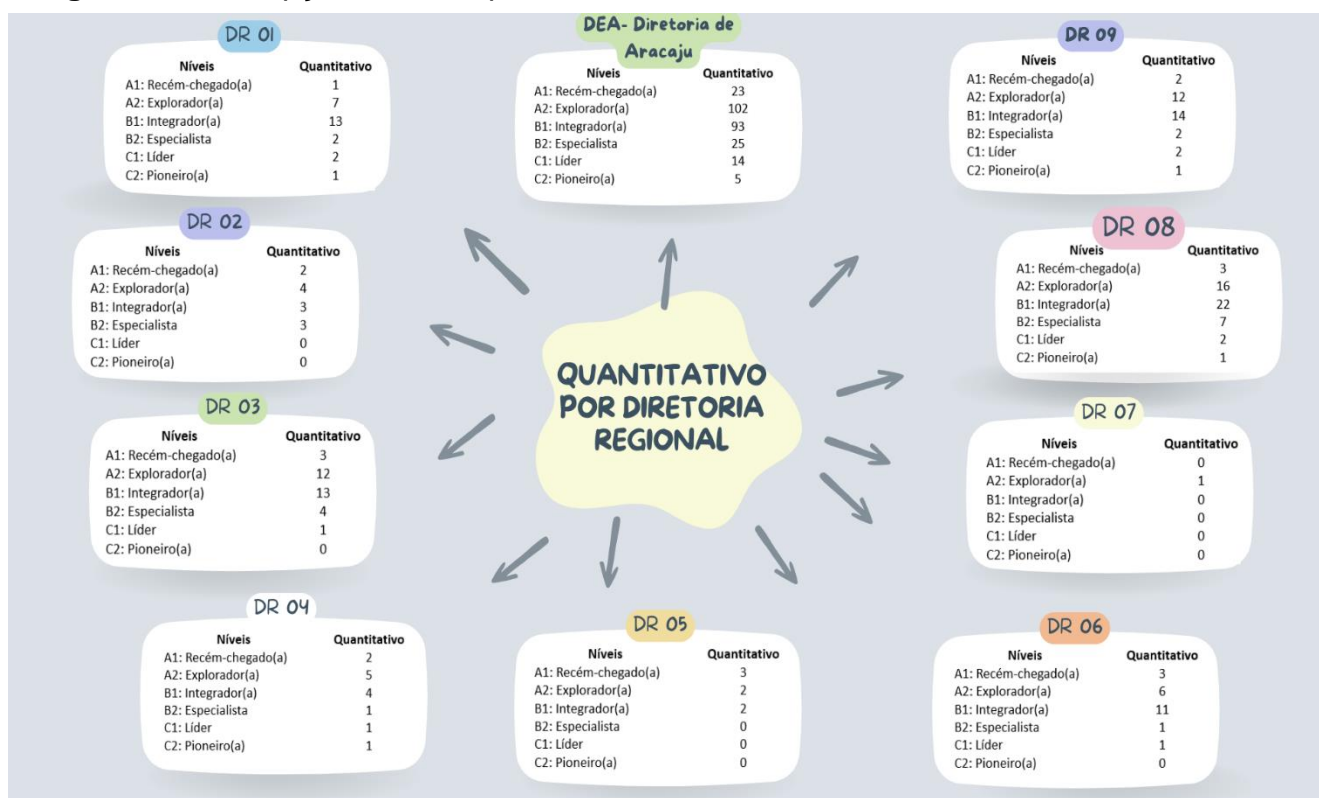 DR 01
Níveis Quantitativo
A1: Recém-chegado(a) 1
A2: Explorador(a) 7
B1: Integrador(a) 13
B2: Especialista 2
C1: Líder 2
C2: Pioneiro(a) 1
DEA- Diretoria de
Aracaju
Níveis Quantitativo
A1: Recém-chegado(a) 23
A2: Explorador(a) 102
B1: Integrador(a) 93
B2: Especialista 25
C1: Líder 14
C2: Pioneiro(a) 5
DR 09
Níveis Quantitativo
A1: Recém-chegado(a) 2
A2: Explorador(a) 12
B1: Integrador(a) 14
B2: Especialista 2
C1: Líder 2
C2: Pioneiro(a) 1
DR 02
Níveis Quantitativo
A1: Recém-chegado(a) 2
A2: Explorador(a) 4
B1: Integrador(a) 3
B2: Especialista 3
C1: Líder 0
C2: Pioneiro(a) 0
DR 08
Níveis Quantitativo
A1: Recém-chegado(a) 3
A2: Explorador(a) 16
B1: Integrador(a) 22
B2: Especialista 7
C1: Líder 2
C2: Pioneiro(a) 1
QUANTITATIVO
POR DIRETORIA
REGIONAL
DR 03
Níveis Quantitativo
A1: Recém-chegado(a) 3
A2: Explorador(a) 12
B1: Integrador(a) 13
B2: Especialista 4
C1: Líder 1
C2: Pioneiro(a) 0
DR 07
Níveis Quantitativo
A1: Recém-chegado(a) 0
A2: Explorador(a) 1
B1: Integrador(a) 0
B2: Especialista 0
C1: Líder 0
C2: Pioneiro(a) 0
DR 04
Níveis Quantitativo
A1: Recém-chegado(a) 2
A2: Explorador(a) 5
B1: Integrador(a) 4
B2: Especialista 1
C1: Líder 1
C2: Pioneiro(a) 1
DR 05
Níveis Quantitativo
A1: Recém-chegado(a) 3
A2: Explorador(a) 2
B1: Integrador(a) 2
B2: Especialista 0
C1: Líder 0
C2: Pioneiro(a) 0
DR 06
Níveis Quantitativo
A1: Recém-chegado(a) 3
A2: Explorador(a) 6
B1: Integrador(a) 11
B2: Especialista 1
C1: Líder 1
C2: Pioneiro(a) 0